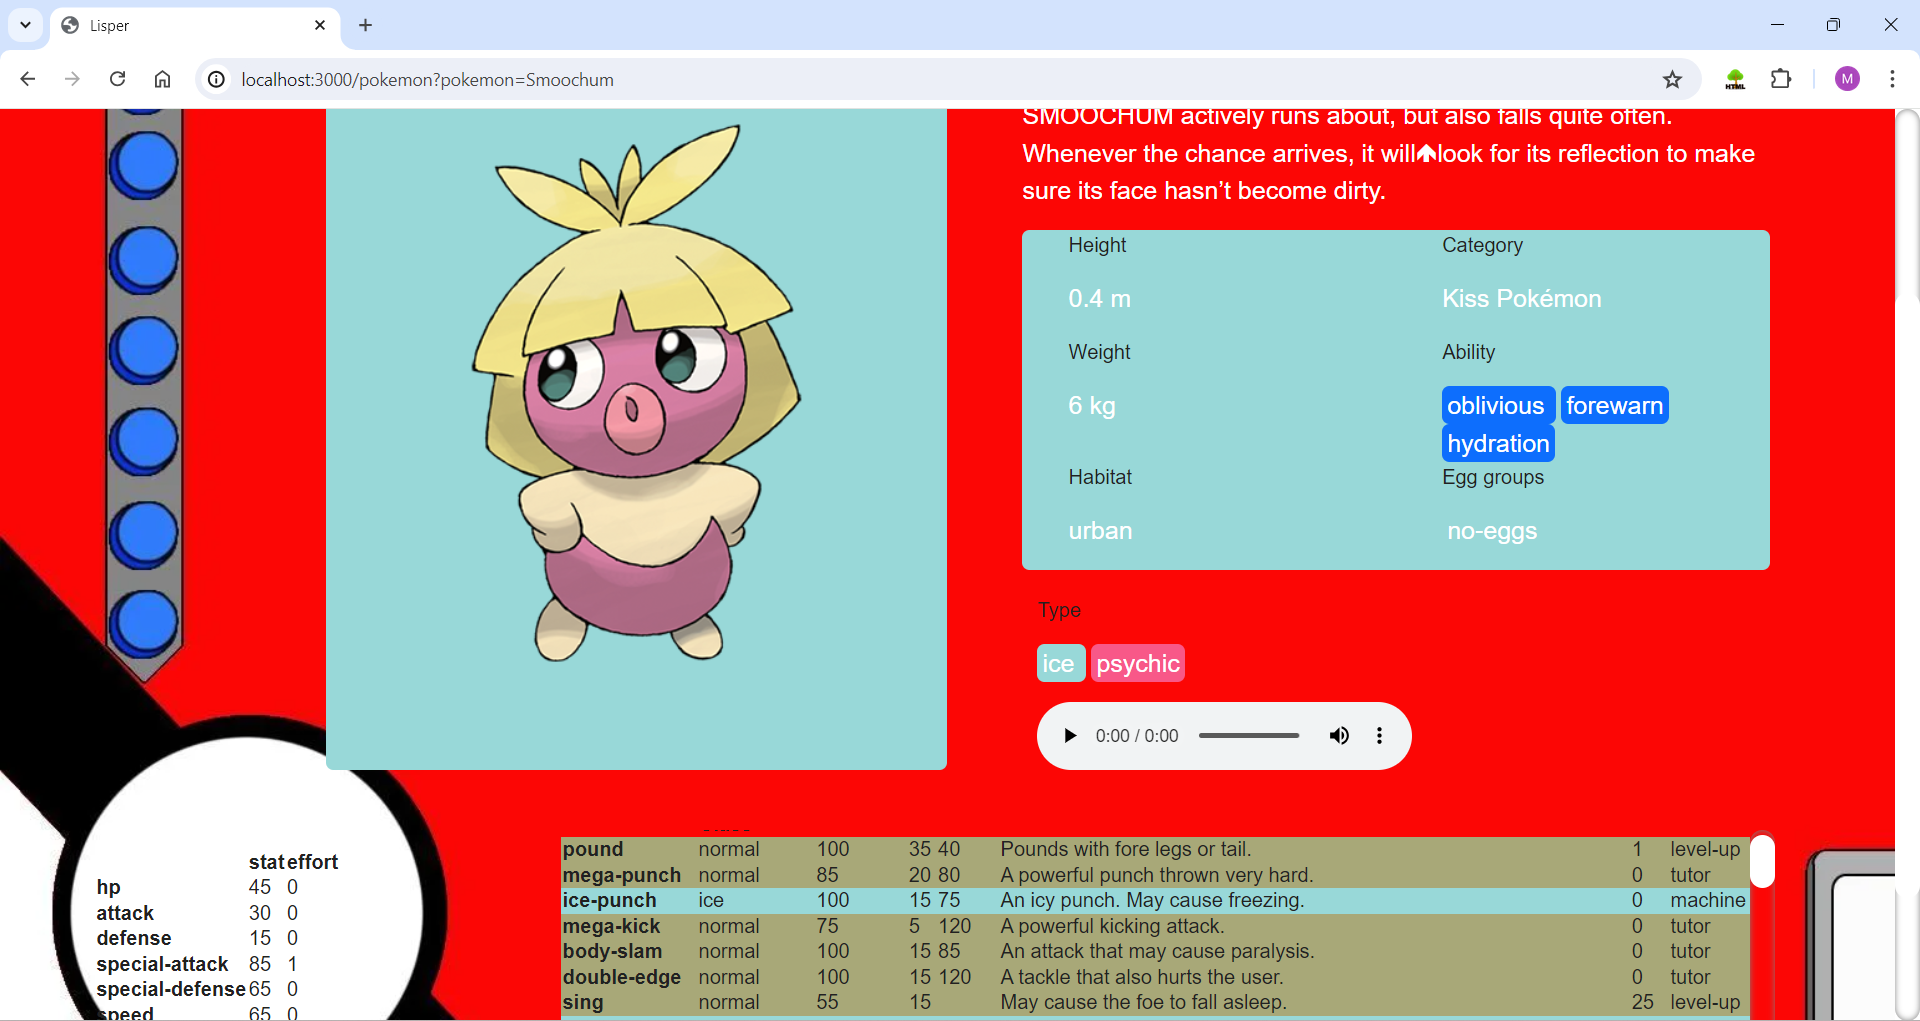 Lisper
localhost:3000/pokemon?pokemon=Smoochum
HTML
M
SMOOCHUM actively runs about, but also falls quite often.
Whenever the chance arrives, it will look for its reflection to make
sure its face hasn’t become dirty.
Height
Category
0.4 m
Kiss Pokémon
Weight
Ability
6 kg
oblivious forewarn
hydration
Habitat
Egg groups
urban
no-eggs
Type
ice psychic
0:00 / 0:00
stat effort
hp 45 0
attack 30 0
defense 15 0
special-attack 85 1
special-defense 65 0
speed 65 0
pound normal 100 35 40 Pounds with fore legs or tail. 1 level-up
mega-punch normal 85 20 80 A powerful punch thrown very hard. 0 tutor
ice-punch ice 100 15 75 An icy punch. May cause freezing. 0 machine
mega-kick normal 75 5 120 A powerful kicking attack. 0 tutor
body-slam normal 100 15 85 An attack that may cause paralysis. 0 tutor
double-edge normal 100 15 120 A tackle that also hurts the user. 0 tutor
sing normal 55 15 May cause the foe to fall asleep. 25 level-up